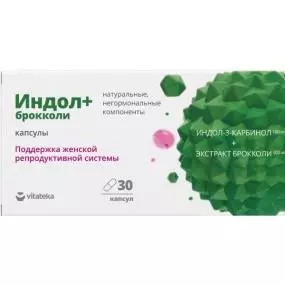 Индол+
брокколи
капсулы
натуральные,
негормональные
компоненты
Поддержка женской
репродуктивной системы
ИНДОЛ-3-КАРБИНОЛ
+
ЭКСТРАКТ БРОККОЛИ
vitateka
30
капсул